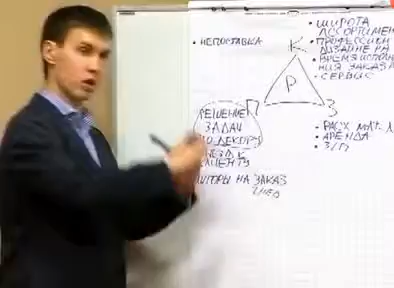 • НЕПОСТАВКА
К
Р
П
З
• ШИРОТА
АССОРТИМЕН
• ПРОФЕССИОН
ДИЗАЙНЕРА
• ВРЕМЯ ИСПОЛ
НИЯ ЗАКАЗА
• СЕРВИС
РЕШЕНИЕ
ЗАДАЧ
ПО ДЕКОРУ
ШТОРЫ НА ЗАКАЗ
• РАСХ. МАТ.
• АРЕНДА
• З/П